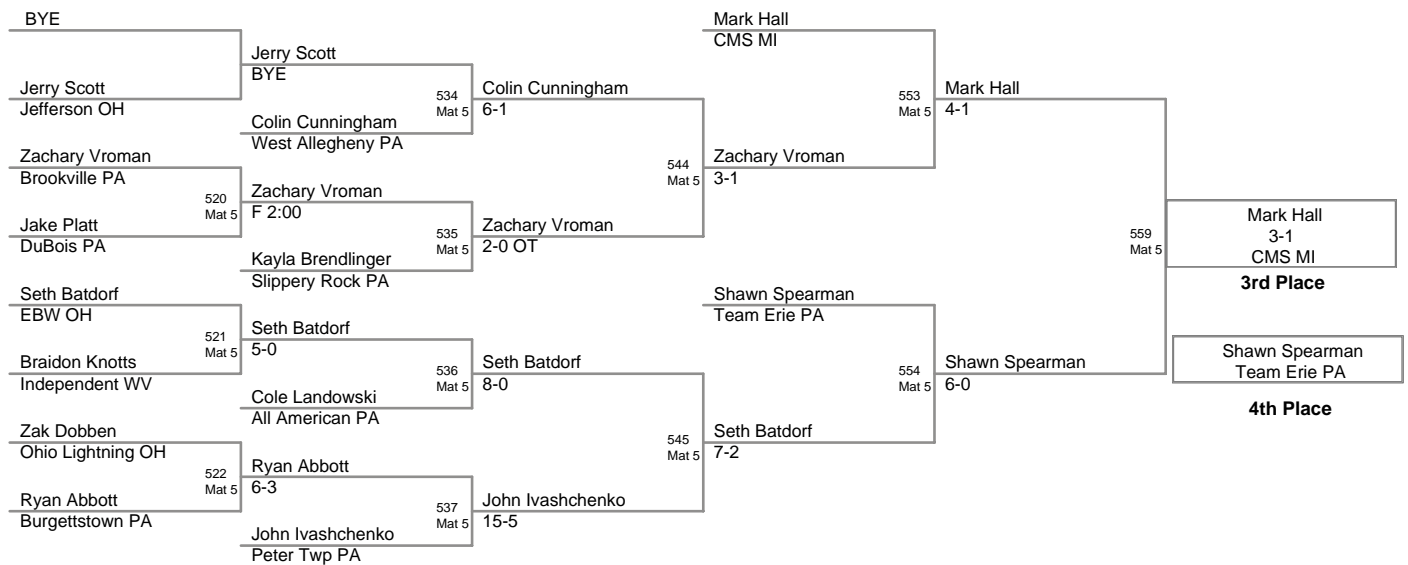 BYE
Jerry Scott
Jefferson OH
Zachary Vroman
Brookville PA
520
Mat 5
Jake Platt
DuBois PA
Seth Batdorf
EBW OH
521
Mat 5
Braidon Knotts
Independent WV
Zak Dobben
Ohio Lightning OH
522
Mat 5
Ryan Abbott
Burgettstown PA
Jerry Scott
BYE
534
Mat 5
Colin Cunningham
West Allegheny PA
Zachary Vroman
F 2:00
535
Mat 5
Kayla Brendlinger
Slippery Rock PA
Seth Batdorf
5-0
536
Mat 5
Cole Landowski
All American PA
Ryan Abbott
6-3
537
Mat 5
John Ivashchenko
Peter Twp PA
Colin Cunningham
6-1
544
Mat 5
Zachary Vroman
2-0 OT
Seth Batdorf
8-0
545
Mat 5
John Ivashchenko
15-5
Mark Hall
CMS MI
553
Mat 5
Zachary Vroman
3-1
Shawn Spearman
Team Erie PA
554
Mat 5
Seth Batdorf
7-2
Mark Hall
4-1
559
Mat 5
Shawn Spearman
6-0
Mark Hall
3-1
CMS MI
3rd Place
Shawn Spearman
Team Erie PA
4th Place